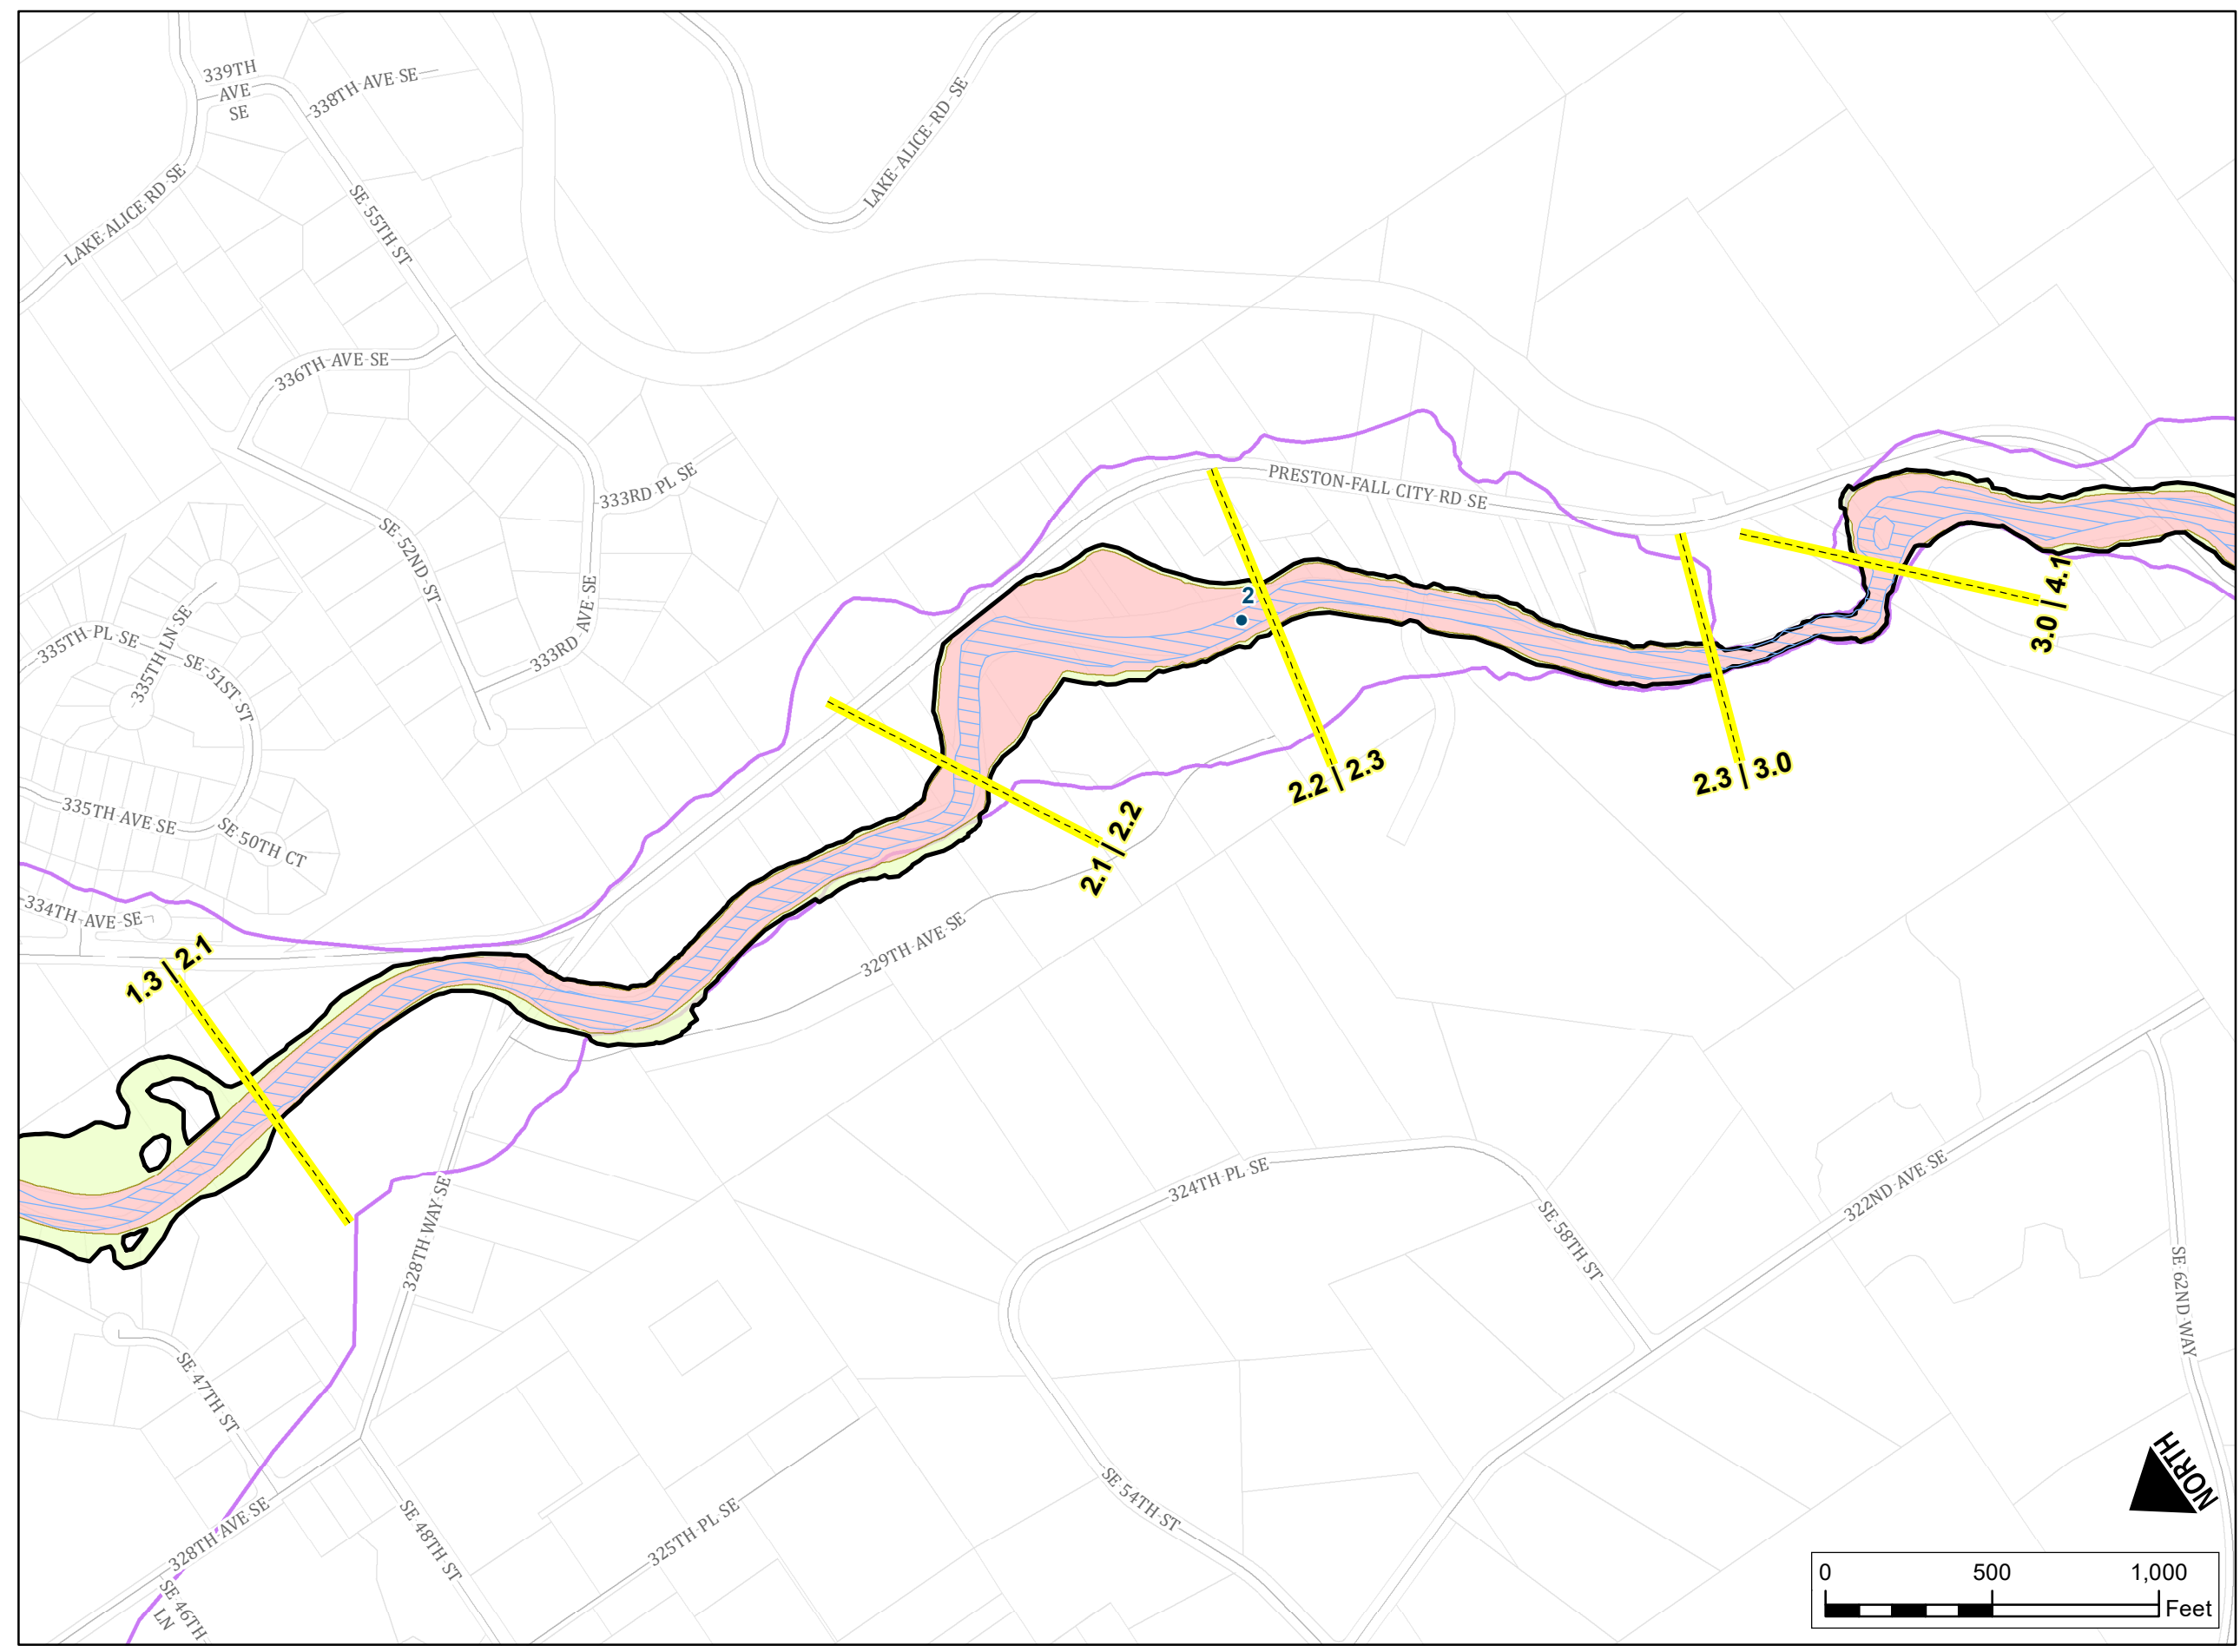 339TH
AVE
SE
338TH AVE SE
LAKE ALICE RD SE
LAKE ALICE RD SE
SE 55TH ST
336TH AVE SE
333RD PL SE
PRESTON-FALL CITY RD SE
SE 52ND ST
333RD AVE SE
335TH PL SE
335TH LN SE
SE 51ST ST
2
4.1
3.0
2.3
3.0
2.2
2.3
2.2
2.1
335TH AVE SE
SE 50TH CT
334TH AVE SE
329TH AVE SE
1.3
2.1
328TH WAY SE
324TH PL SE
SE 58TH ST
322ND AVE SE
SE 62ND WAY
SE 47TH ST
SE 54TH ST
328TH AVE SE
SE 48TH ST
325TH PL SE
SE 46TH
LN
NORTH
0 500 1,000
Feet